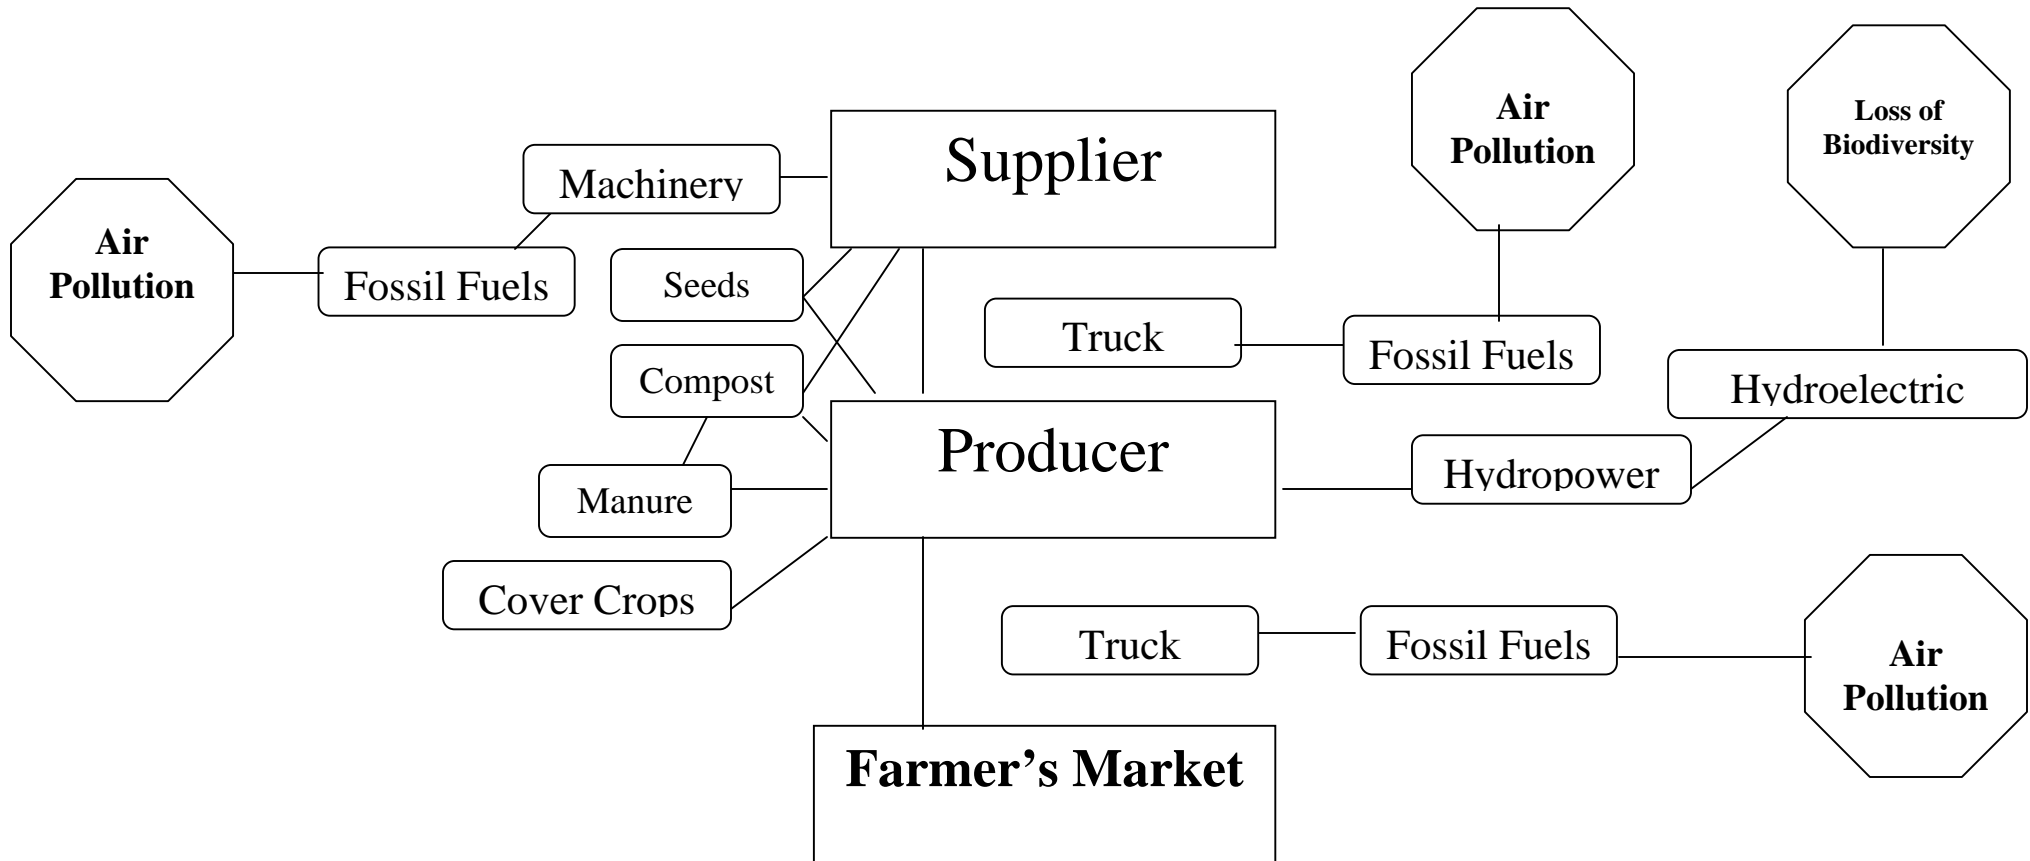 Air
Pollution
Loss of
Biodiversity
Supplier
Machinery
Air
Pollution
Fossil Fuels
Seeds
Truck
Fossil Fuels
Compost
Hydroelectric
Producer
Hydropower
Manure
Cover Crops
Truck
Fossil Fuels
Air
Pollution
Farmer’s Market